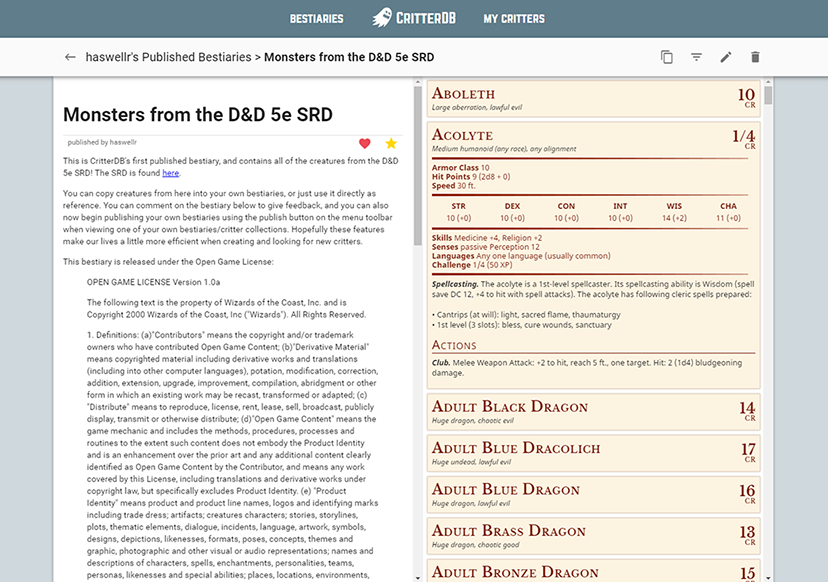 BESTIARIES
CRITTERDB
MY CRITTERS
haswellr's Published Bestiaries > Monsters from the D&D 5e SRD
Monsters from the D&D 5e SRD
published by haswellr
This is CritterDB's first published bestiary, and contains all of the creatures from the D&D
5e SRD! The SRD is found here.
You can copy creatures from here into your own bestiaries, or just use it directly as
reference. You can comment on the bestiary below to give feedback, and you can also
now begin publishing your own bestiaries using the publish button on the menu toolbar
when viewing one of your own bestiaries/critter collections. Hopefully these features
make our lives a little more efficient when creating and looking for new critters.
This bestiary is released under the Open Game License:
OPEN GAME LICENSE Version 1.0a
The following text is the property of Wizards of the Coast, Inc. and is
Copyright 2000 Wizards of the Coast, Inc ("Wizards"). All Rights Reserved.
1. Definitions: (a)"Contributors" means the copyright and/or trademark
owners who have contributed Open Game Content; (b)"Derivative Material"
means copyrighted material including derivative works and translations
(including into other computer languages), potation, modification, correction,
addition, extension, upgrade, improvement, compilation, abridgment or other
form in which an existing work may be recast, transformed or adapted; (c)
"Distribute" means to reproduce, license, rent, lease, sell, broadcast, publicly
display, transmit or otherwise distribute; (d)"Open Game Content" means the
game mechanic and includes the methods, procedures, processes and
routines to the extent such content does not embody the Product Identity
and is an enhancement over the prior art and any additional content clearly
identified as Open Game Content by the Contributor, and means any work
covered by this License, including translations and derivative works under
copyright law, but specifically excludes Product Identity. (e) "Product
Identity" means product and product line names, logos and identifying marks
including trade dress; artifacts; creatures characters; stories, storylines,
plots, thematic elements, dialogue, incidents, language, artwork, symbols,
designs, depictions, likenesses, formats, poses, concepts, themes and
graphic, photographic and other visual or audio representations; names and
descriptions of characters, spells, enchantments, personalities, teams,
personas, likenesses and special abilities; places, locations, environments,
ABOLETH 10
Large aberration, lawful evil CR
ACOLYTE 1/4
Medium humanoid (any race), any alignment CR
Armor Class 10
Hit Points 9 (2d8 + 0)
Speed 30 ft.
STR DEX CON INT WIS CHA
10 (+0) 10 (+0) 10 (+0) 10 (+0) 14 (+2) 11 (+0)
Skills Medicine +4, Religion +2
Senses passive Perception 12
Languages Any one language (usually common)
Challenge 1/4 (50 XP)
Spellcasting. The acolyte is a 1st-level spellcaster. Its spellcasting ability is Wisdom (spell
save DC 12, +4 to hit with spell attacks). The acolyte has following cleric spells prepared:
• Cantrips (at will): light, sacred flame, thaumaturgy
• 1st level (3 slots): bless, cure wounds, sanctuary
ACTIONS
Club. Melee Weapon Attack: +2 to hit, reach 5 ft., one target. Hit: 2 (1d4) bludgeoning
damage.
ADULT BLACK DRAGON 14
Huge dragon, chaotic evil CR
ADULT BLUE DRACOLICH 17
Huge undead, lawful evil CR
ADULT BLUE DRAGON 16
Huge dragon, lawful evil CR
ADULT BRASS DRAGON 13
Huge dragon, chaotic good CR
ADULT BRONZE DRAGON 15